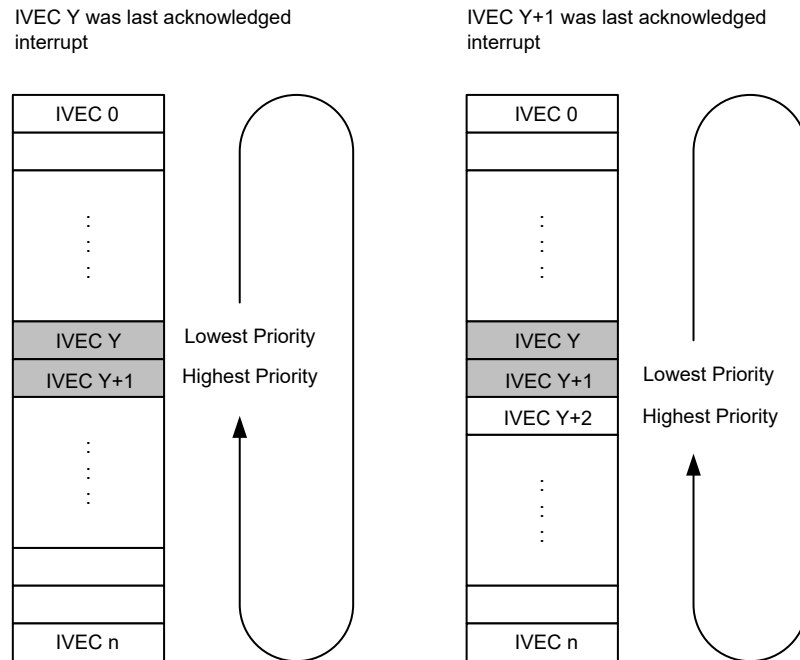 IVEC Y was last acknowledged
interrupt
IVEC 0
.
.
.
IVEC Y
Lowest Priority
IVEC Y+1
Highest Priority
.
.
.
IVEC n
IVEC Y+1 was last acknowledged
interrupt
IVEC 0
.
.
.
IVEC Y
IVEC Y+1
Lowest Priority
IVEC Y+2
Highest Priority
.
.
.
IVEC n